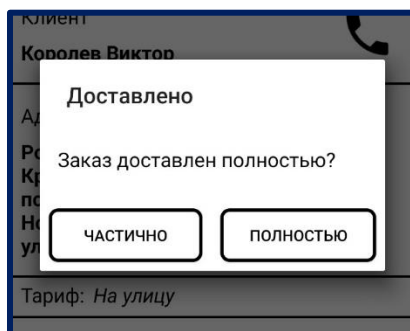 Клиент
Королев Виктор
Доставлено
Заказ доставлен полностью?
ЧАСТИЧНО
ПОЛНОСТЬЮ
Тариф: На улицу